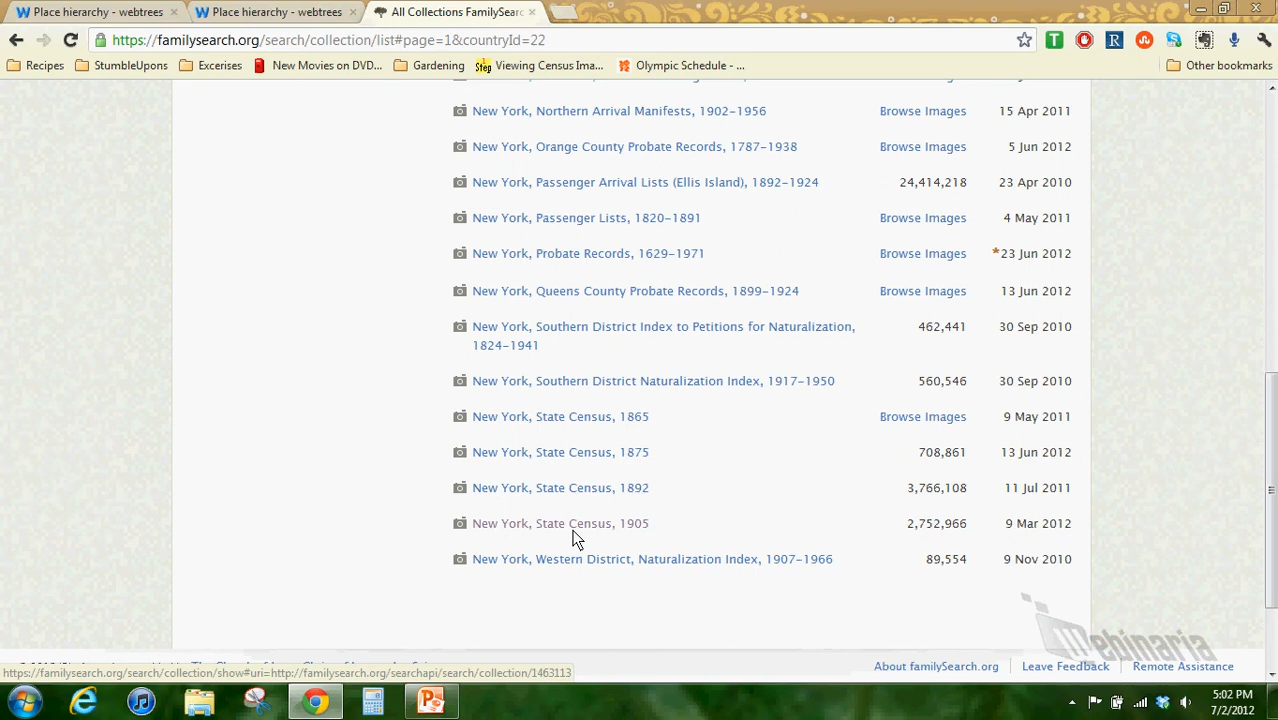 Place hierarchy - webtrees
Place hierarchy - webtrees
All Collections FamilySearc
https://familysearch.org/search/collection/list#page=1&countryId=22
Recipes
StumbleUpons
Excerises
New Movies on DVD...
Gardening
Viewing Census Ima...
Olympic Schedule - ...
Other bookmarks
New York, Northern Arrival Manifests, 1902-1956 Browse Images 15 Apr 2011
New York, Orange County Probate Records, 1787-1938 Browse Images 5 Jun 2012
New York, Passenger Arrival Lists (Ellis Island), 1892-1924 24,414,218 23 Apr 2010
New York, Passenger Lists, 1820-1891 Browse Images 4 May 2011
New York, Probate Records, 1629-1971 Browse Images *23 Jun 2012
New York, Queens County Probate Records, 1899-1924 Browse Images 13 Jun 2012
New York, Southern District Index to Petitions for Naturalization, 462,441 30 Sep 2010
1824-1941
New York, Southern District Naturalization Index, 1917-1950 560,546 30 Sep 2010
New York, State Census, 1865 Browse Images 9 May 2011
New York, State Census, 1875 708,861 13 Jun 2012
New York, State Census, 1892 3,766,108 11 Jul 2011
New York, State Census, 1905 2,752,966 9 Mar 2012
New York, Western District, Naturalization Index, 1907-1966 89,554 9 Nov 2010
Webinaria
About familySearch.org Leave Feedback Remote Assistance
https://familysearch.org/search/collection/show#uri=http://familysearch.org/searchapi/search/collection/1463113
5:02 PM
7/2/2012